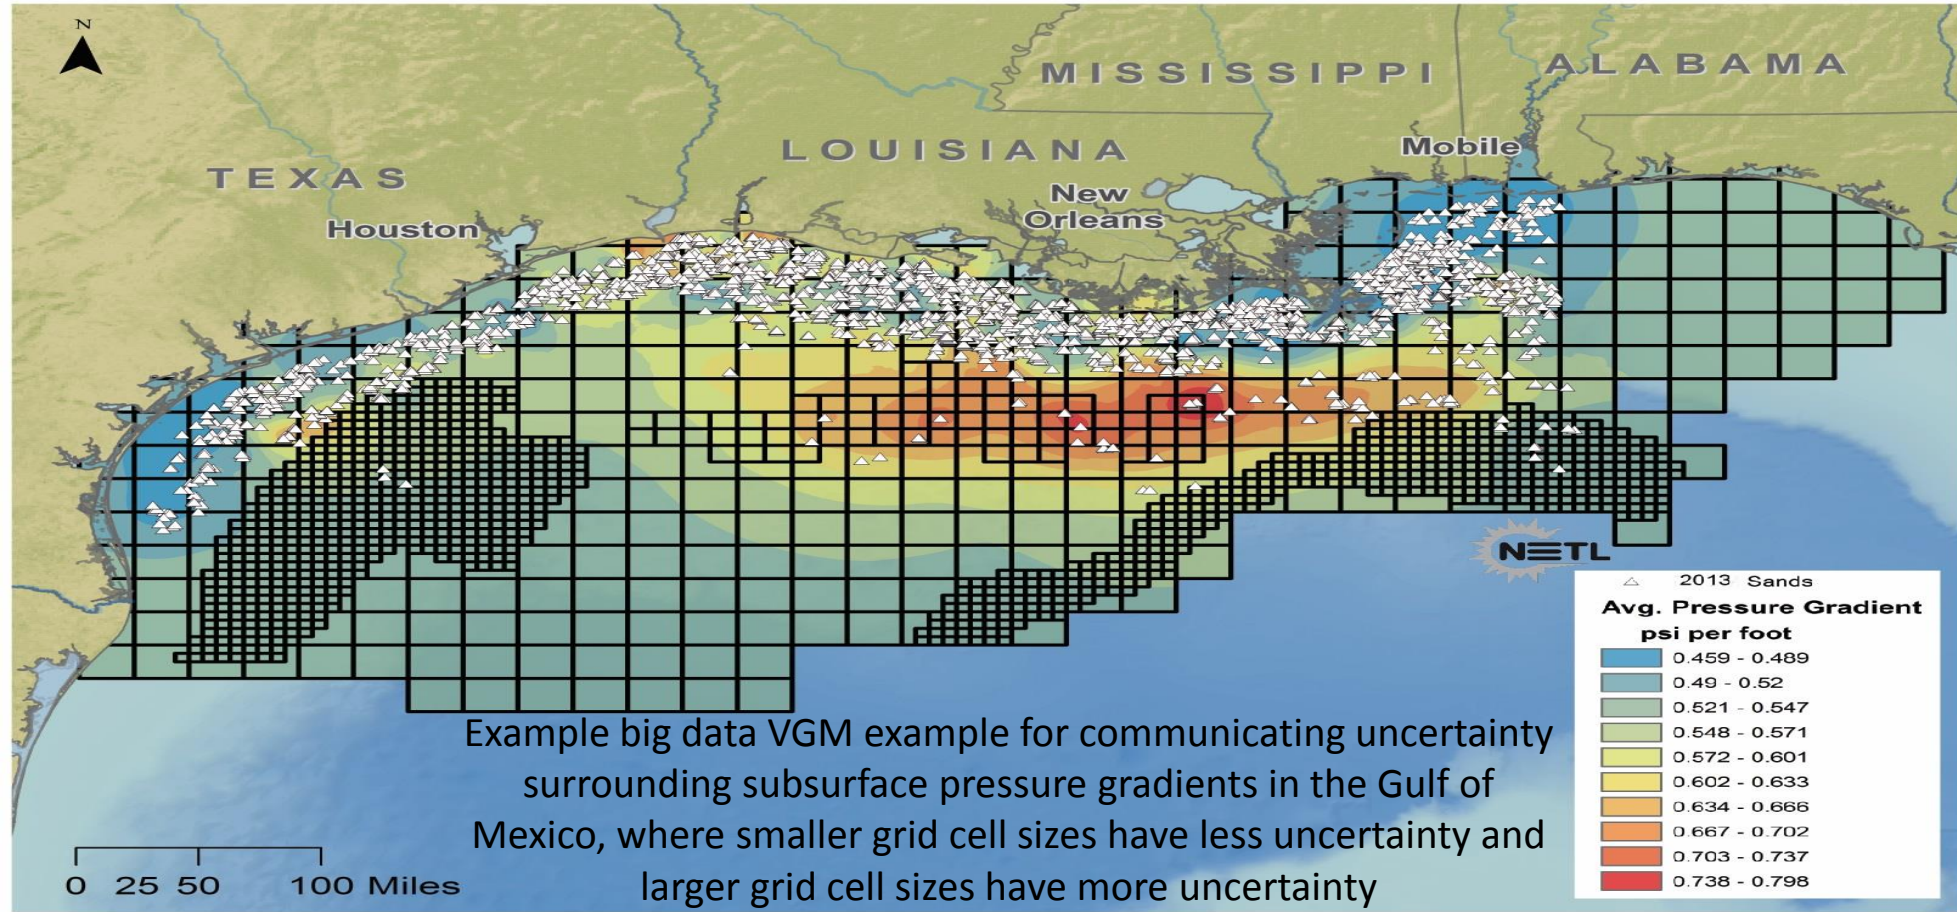 N
MISSISSIPPI
ALABAMA
LOUISIANA
Mobile
TEXAS
New
Orleans
Houston
NETL
2013 Sands
Avg. Pressure Gradient
psi per foot
0.459 - 0.489
0.49 - 0.52
0.521 - 0.547
0.548 - 0.571
0.572 - 0.601
0.602 - 0.633
0.634 - 0.666
0.667 - 0.702
0.703 - 0.737
0.738 - 0.798
Example big data VGM example for communicating uncertainty
surrounding subsurface pressure gradients in the Gulf of
Mexico, where smaller grid cell sizes have less uncertainty and
larger grid cell sizes have more uncertainty
0 25 50 100 Miles